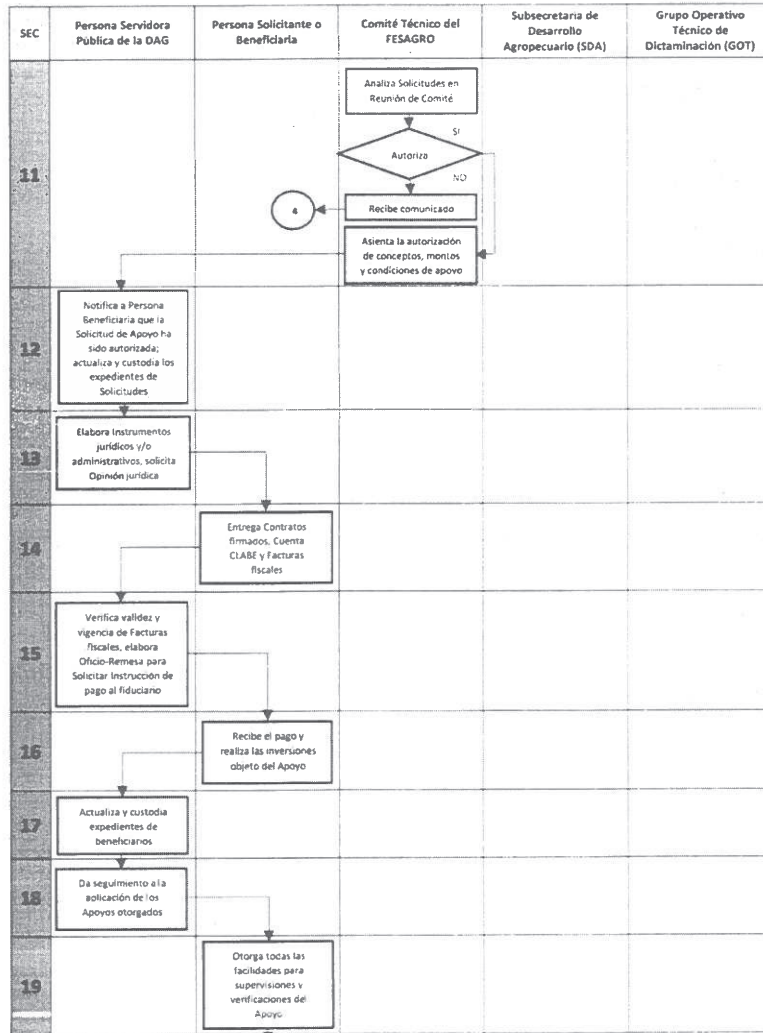 SEC
Persona Servidora
Pública de la DAG
Persona Solicitante o
Beneficiaria
Comité Técnico del
FESAGRO
Subsecretaria de
Desarrollo
Agropecuario (SDA)
Grupo Operativo
Técnico de
Dictaminación (GOT)
11
Analiza Solicitudes en
Reunión de Comité
SI
Autoriza
NO
4
Recibe comunicado
Asienta la autorización
de conceptos, montos
y condiciones de apoyo
12
Notifica a Persona
Beneficiaria que la
Solicitud de Apoyo ha
sido autorizada;
actualiza y custodia los
expedientes de
Solicitudes
13
Elabora Instrumentos
jurídicos y/o
administrativos, solicita
Opinión jurídica
14
Entrega Contratos
firmados, Cuenta
CLABE y Facturas
fiscales
15
Verifica validez y
vigencia de Facturas
fiscales, elabora
Oficio-Remesa para
Solicitar Instrucción de
pago al fiduciario
16
Recibe el pago y
realiza las inversiones
objeto del Apoyo
17
Actualiza y custodia
expedientes de
beneficiarios
18
Da seguimiento a la
aplicación de los
Apoyos otorgados
19
Otorga todas las
facilidades para
supervisiones y
verificaciones del
Apoyo